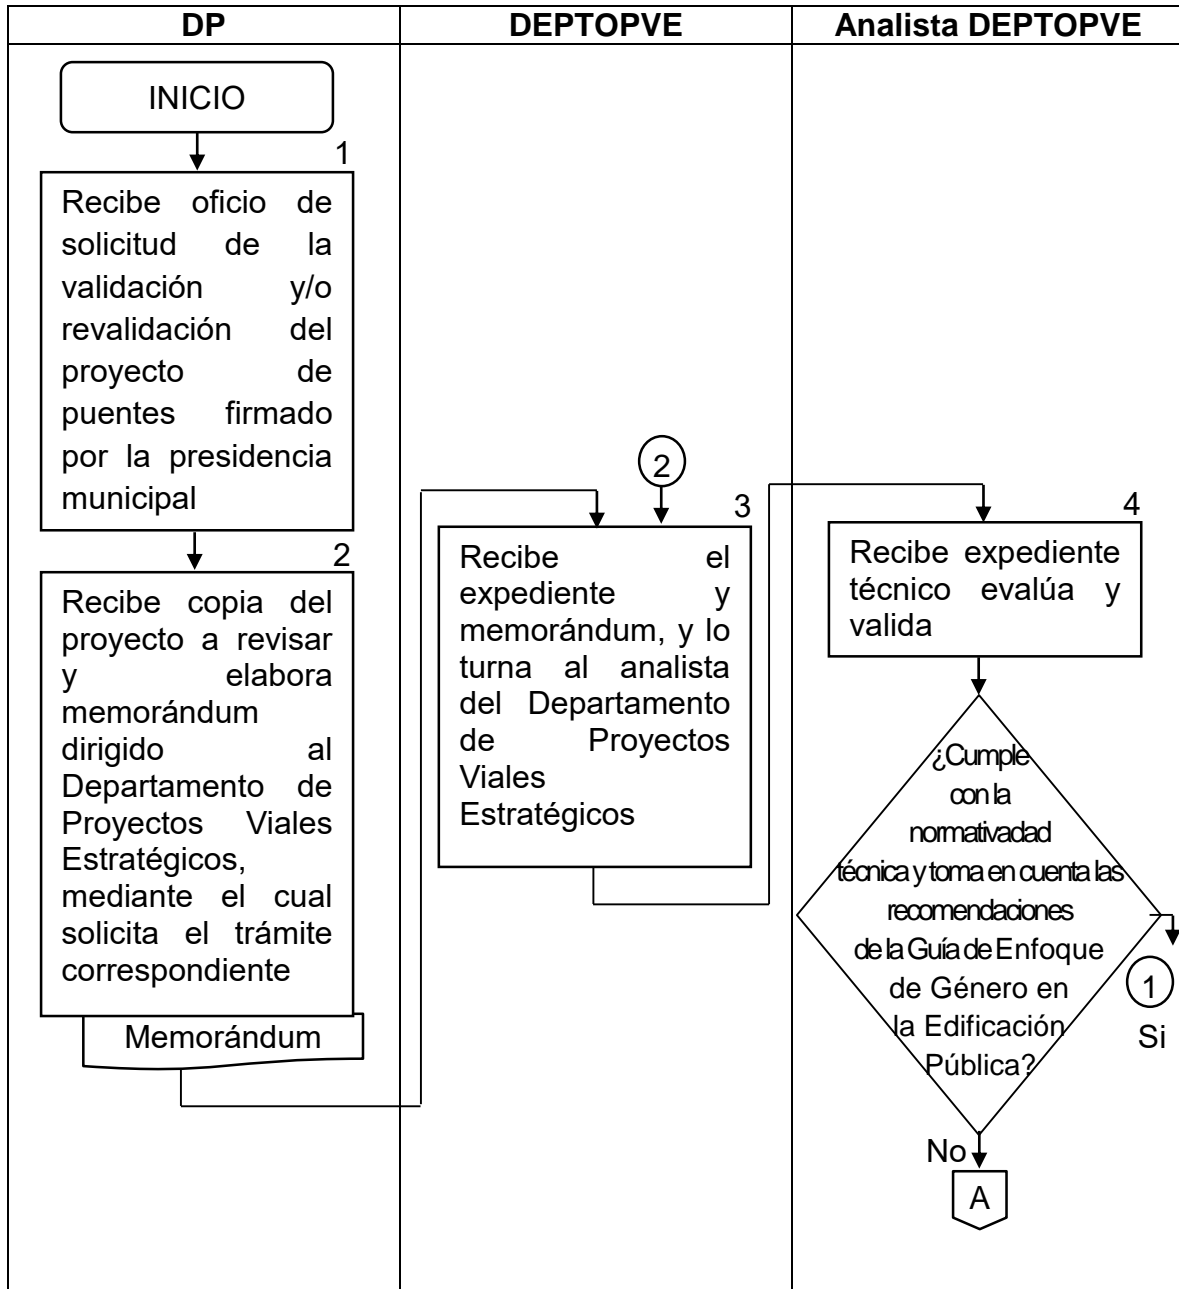 DP
DEPTOPVE
Analista DEPTOPVE
INICIO
1
Recibe oficio de
solicitud de la
validación y/o
revalidación del
proyecto de
puentes firmado
por la presidencia
municipal
2
Recibe copia del
proyecto a revisar
y elabora
memorándum
dirigido al
Departamento de
Proyectos Viales
Estratégicos,
mediante el cual
solicita el trámite
correspondiente
Memorándum
2
3
Recibe el
expediente y
memorándum, y lo
turna al analista
del Departamento
de Proyectos
Viales
Estratégicos
4
Recibe expediente
técnico evalúa y
valida
¿Cumple
con la
normativadad
técnica y toma en cuenta las
recomendaciones
de la Guía de Enfoque
de Género en
la Edificación
Pública?
1
Si
No
A